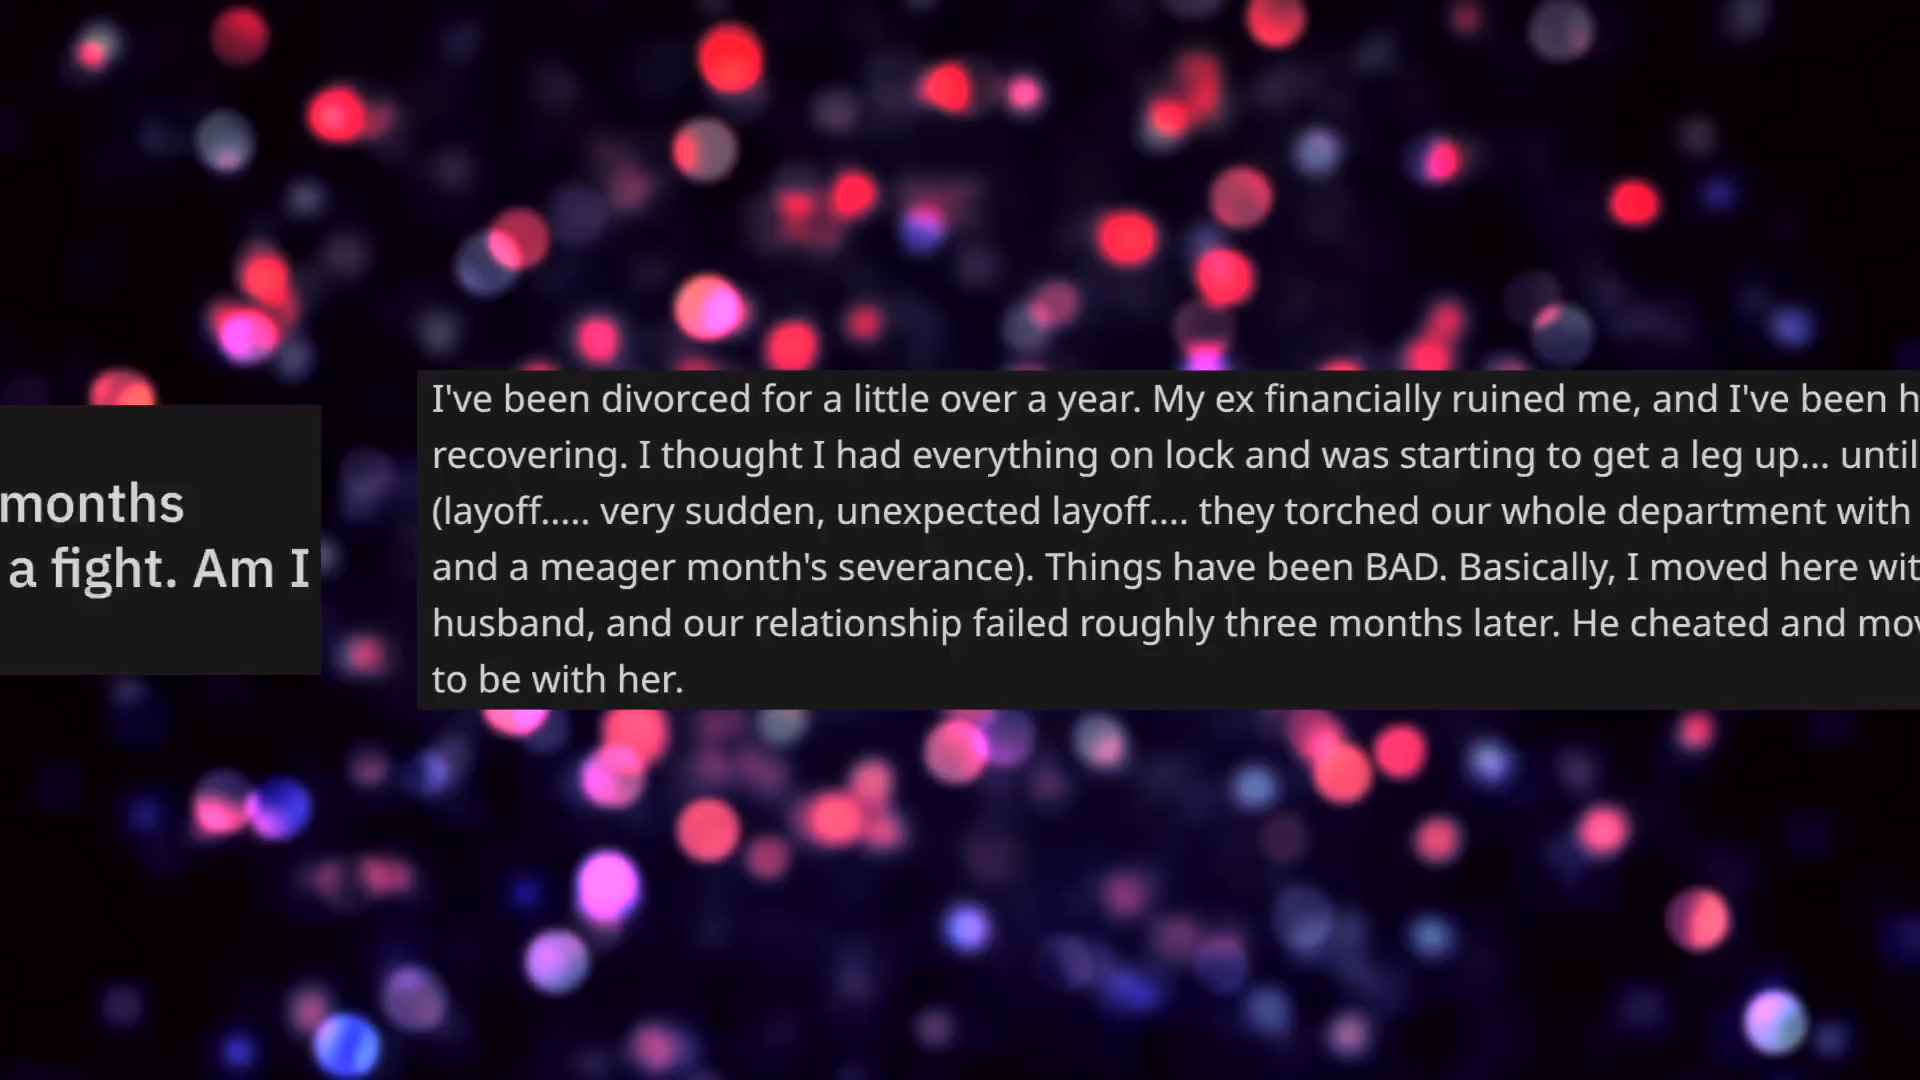 months
a fight. Am I
I've been divorced for a little over a year. My ex financially ruined me, and I've been
recovering. I thought I had everything on lock and was starting to get a leg up... until
(layoff..... very sudden, unexpected layoff.... they torched our whole department with
and a meager month's severance). Things have been BAD. Basically, I moved here
husband, and our relationship failed roughly three months later. He cheated and
to be with her.